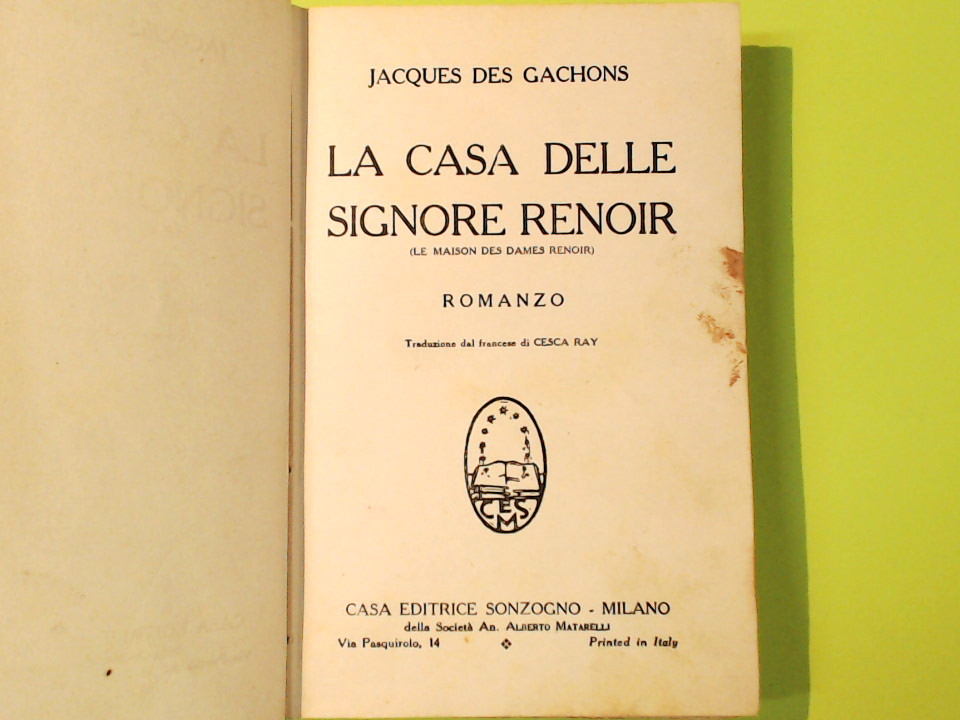 JACQUES DES GACHONS
LA CASA DELLE
SIGNORE RENOIR
(LE MAISON DES DAMES RENOIR)
ROMANZO
Traduzione dal francese di CESCA RAY
CES
M
CASA EDITRICE SONZOGNO - MILANO
della Società An. ALBERTO MATARELLI
Via Pasquirolo, 14
Printed in Italy